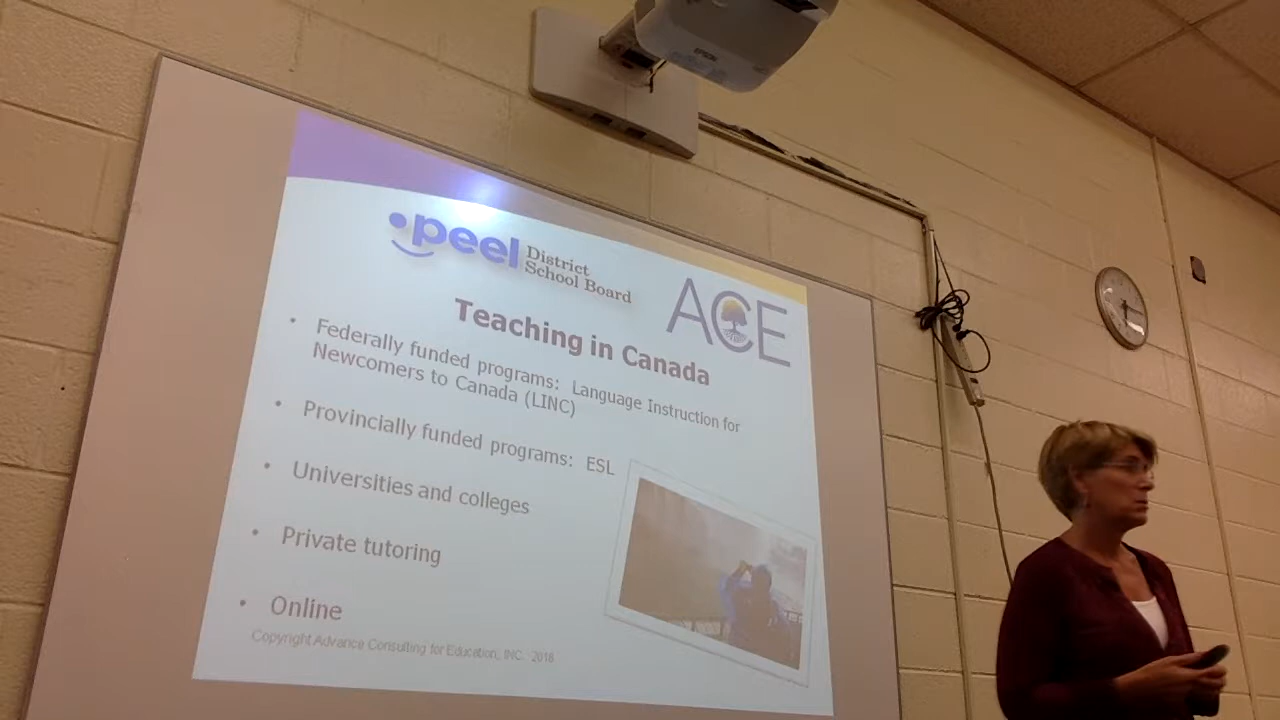 EPSON
peel District
School Board
ACE
Teaching in Canada
• Federally funded programs: Language Instruction for
Newcomers to Canada (LINC)
• Provincially funded programs: ESL
• Universities and colleges
• Private tutoring
• Online
Copyright Advance Consulting for Education, INC. 2018